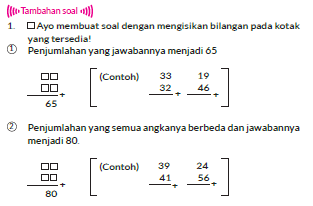 Tambahan soal
1. □ Ayo membuat soal dengan mengisikan bilangan pada kotak
yang tersedia!
① Penjumlahan yang jawabannya menjadi 65
□□ (Contoh) 33 19
□□ + 32 + 46 +
65
② Penjumlahan yang semua angkanya berbeda dan jawabannya
menjadi 80.
□□ (Contoh) 39 24
□□ + 41 + 56 +
80